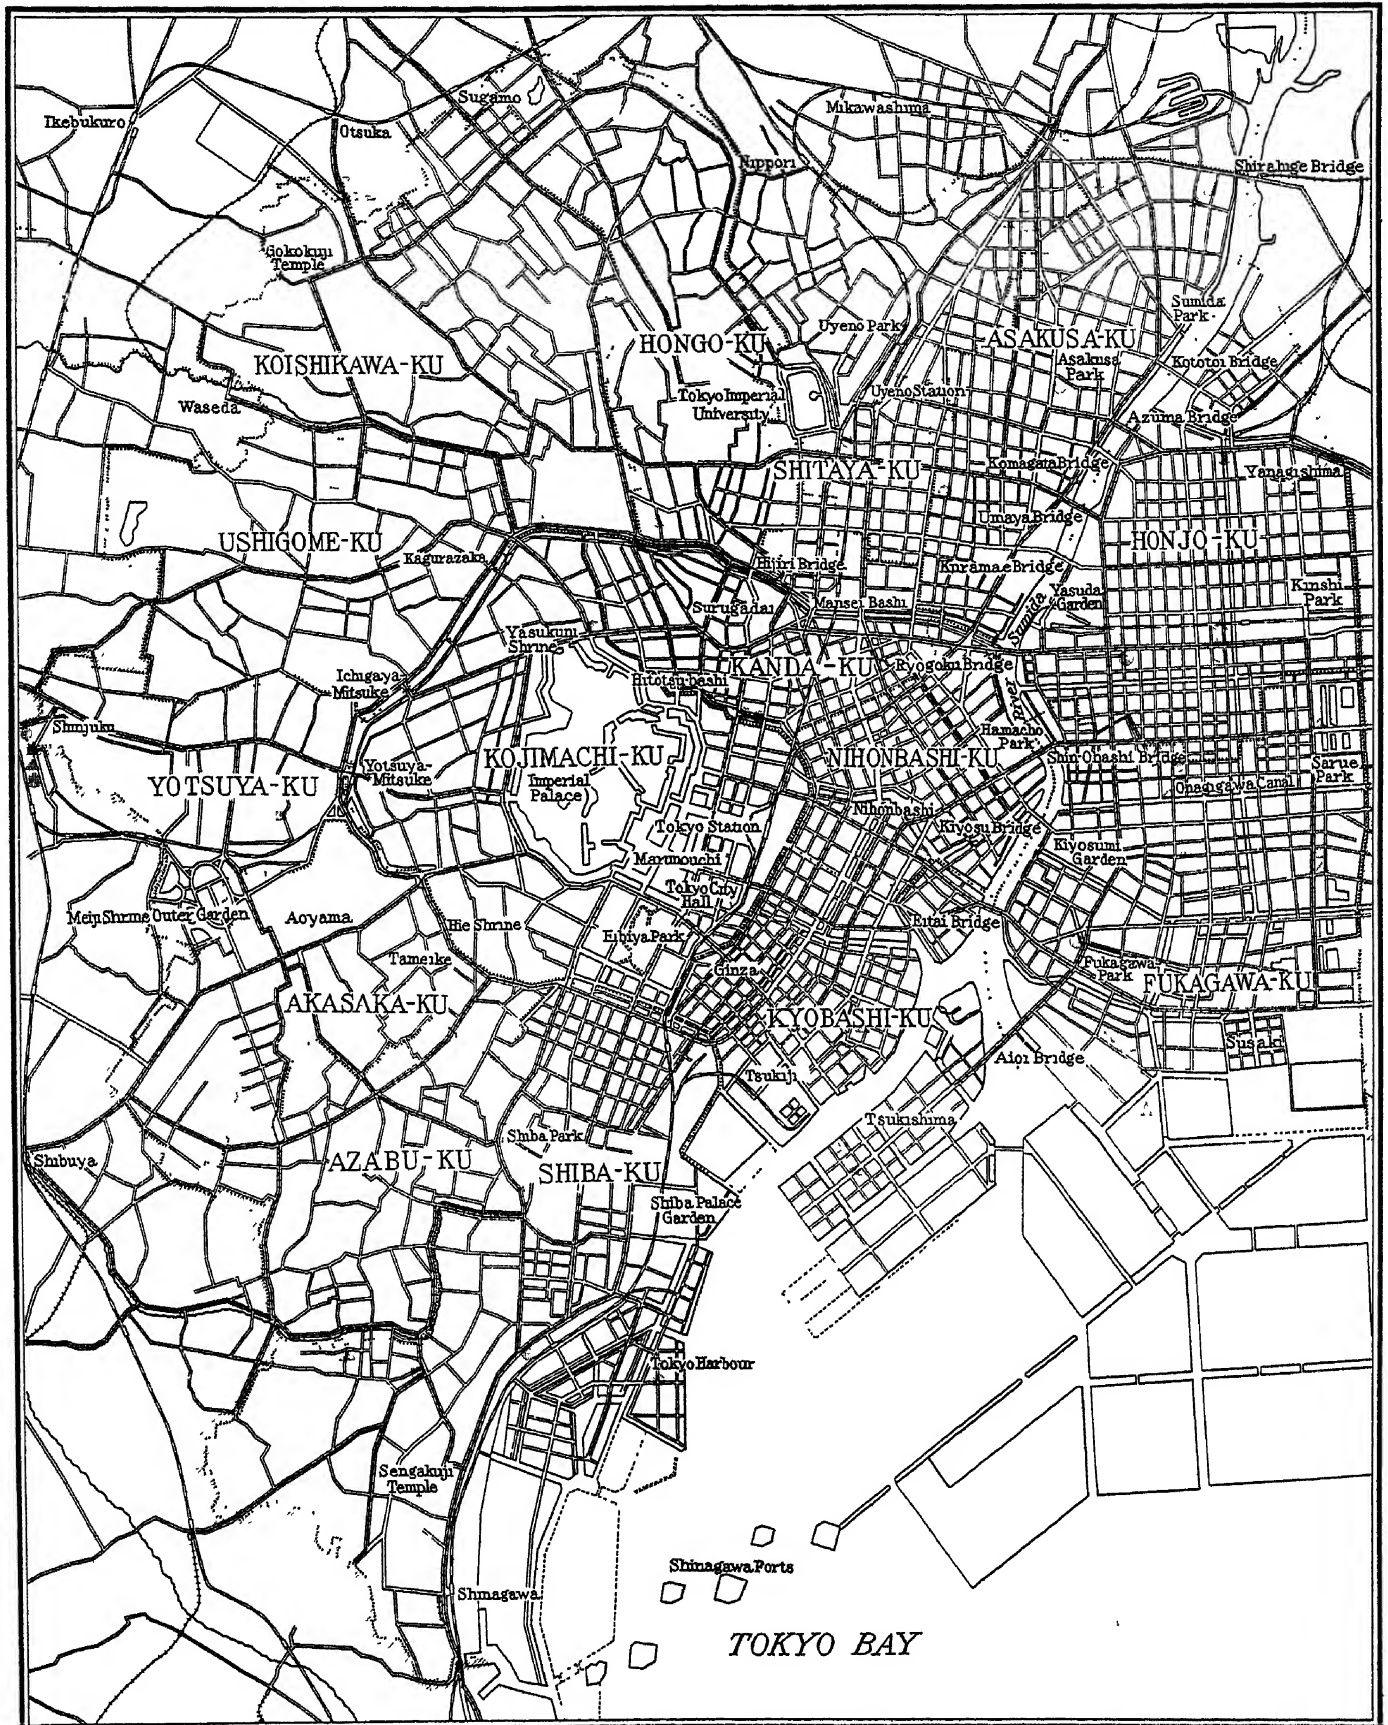 Sugamo
Ikebukuro
Otsuka
Mikawashima
Nippori
Shirahige Bridge
Gokokuji
Temple
Sumida
Park
Uyeno Park
HONGO-KU
ASAKUSA-KU
Asakusa
Park
Kototoi Bridge
KOISHIKAWA-KU
Tokyo Imperial
University
Uyeno Station
Waseda
Azuma Bridge
SHITAYA-KU
Komagata Bridge
Yanagishima
Umaya Bridge
USHIGOME-KU
HONJO-KU
Kagurazaka
Hijiri Bridge
Kuramae Bridge
Kinshi
Park
Yasuda
Garden
Surugadai
Mansei Bashi
Sumida
River
Yasukuni
Shrine
KANDA-KU
Ryogoku Bridge
Hitotsu-bashi
Ichigaya
Mitsuke
Shinjuku
Hamacho
Park
KOJIMACHI-KU
NIHONBASHI-KU
Shin-Ohashi Bridge
Imperial
Palace
Yotsuya-
Mitsuke
YOTSUYA-KU
Sarue
Park
Onagigawa Canal
Nihonbashi
Tokyo Station
Kiyosu Bridge
Kiyosumi
Garden
Marunouchi
Tokyo City
Hall
Meiji Shrine Outer Garden
Aoyama
Hie Shrine
Eitai Bridge
Hibiya Park
Tameike
Ginza
Fukagawa
Park
FUKAGAWA-KU
AKASAKA-KU
KYOBASHI-KU
Susaki
Aioi Bridge
Tsukiji
Tsukishima
Shiba Park
Shibuya
AZABU-KU
SHIBA-KU
Shiba Palace
Garden
Tokyo Harbour
Sengakuji
Temple
Shinagawa Forts
Shinagawa
TOKYO BAY